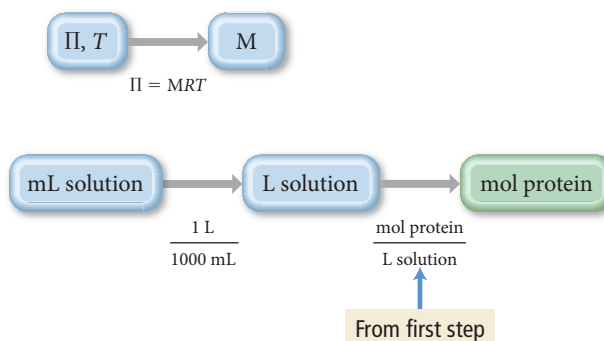 Π, T
M
Π = MRT
mL solution
L solution
mol protein
1 L
1000 mL
mol protein
L solution
From first step